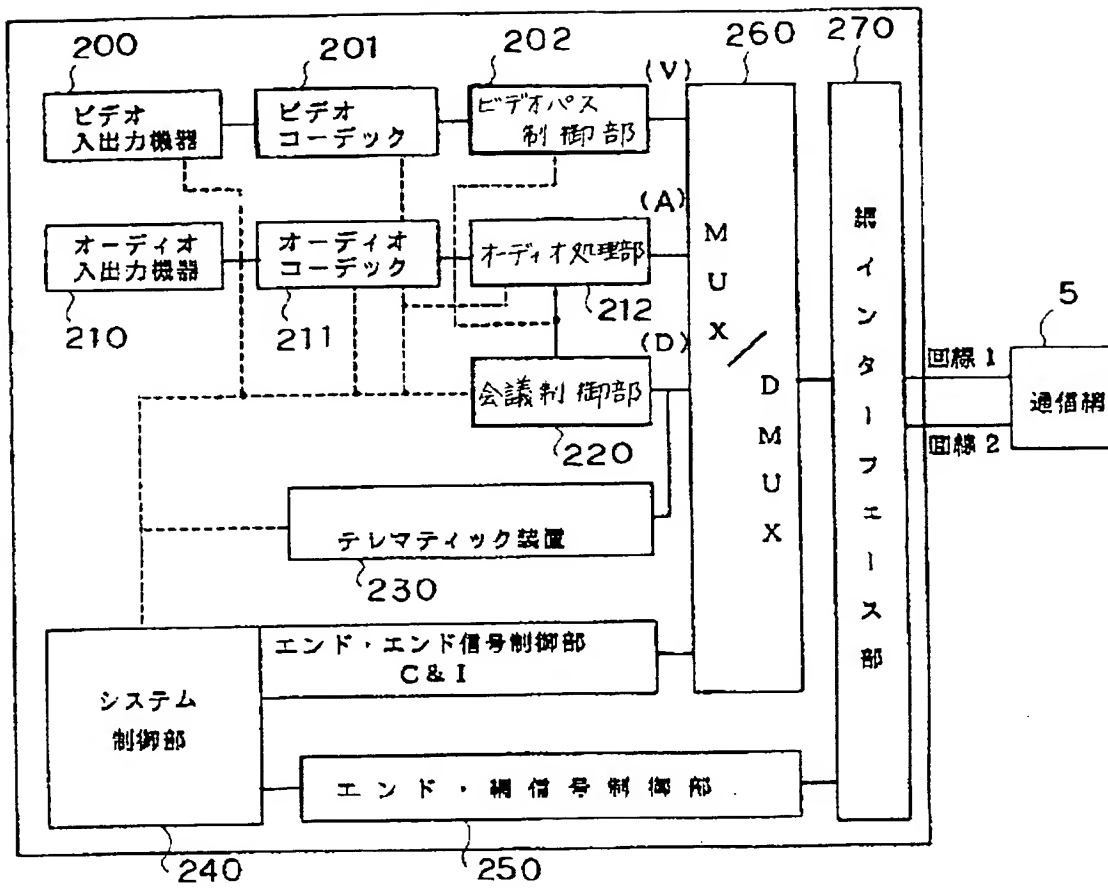 200
201
202
(V)
260
270
ビデオ
入出力機器
ビデオ
コーデック
ビデオパス
制御部
オーディオ
入出力機器
オーディオ
コーデック
オーディオ処理部
(A)
210
211
212
(D)
会議制御部
220
テレマティック装置
230
MUX/DMUX
網インターフェース部
回線1
回線2
5
通信網
エンド・エンド信号制御部
C&I
システム
制御部
エンド・網信号制御部
240
250